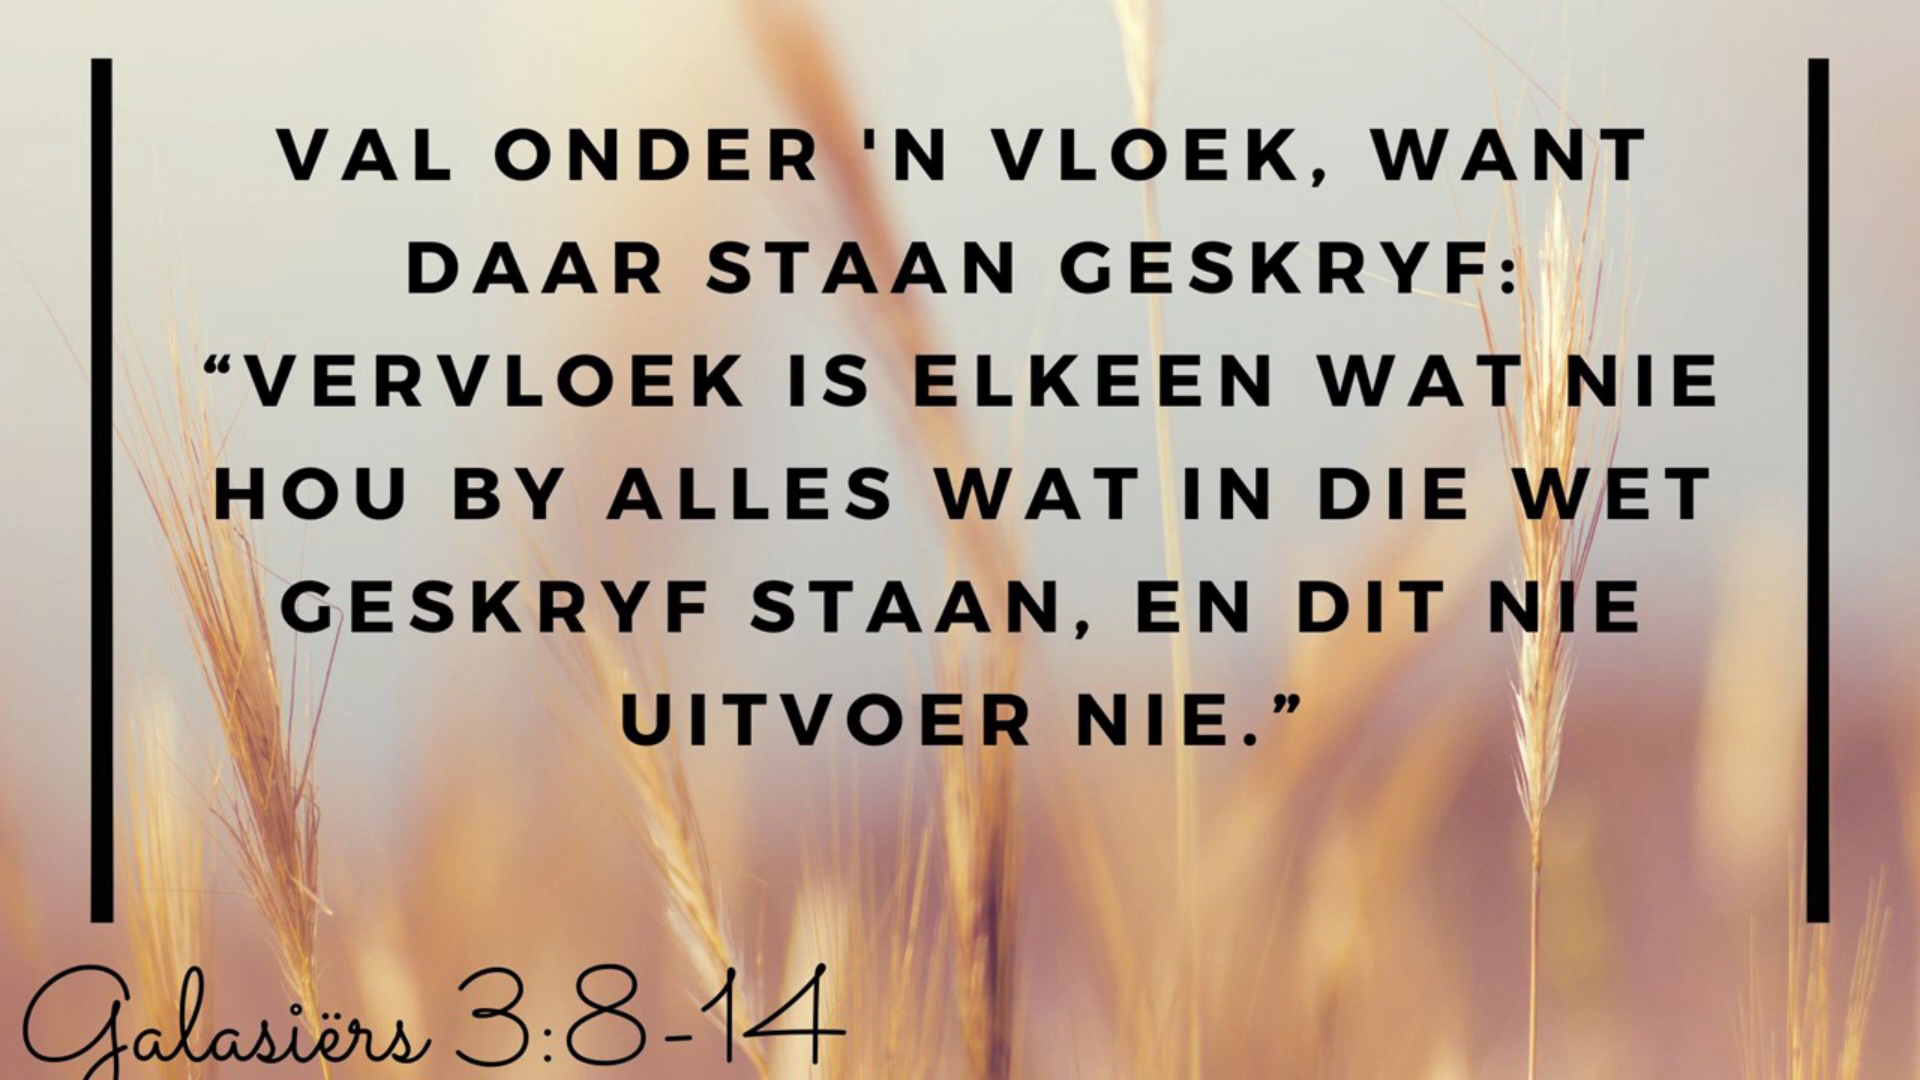 VAL ONDER 'N VLOEK, WANT
DAAR STAAN GESKRYF:
“VERVLOEK IS ELKEEN WAT NIE
HOU BY ALLES WAT IN DIE WET
GESKRYF STAAN, EN DIT NIE
UITVOER NIE.”
Galasiërs 3:8-14